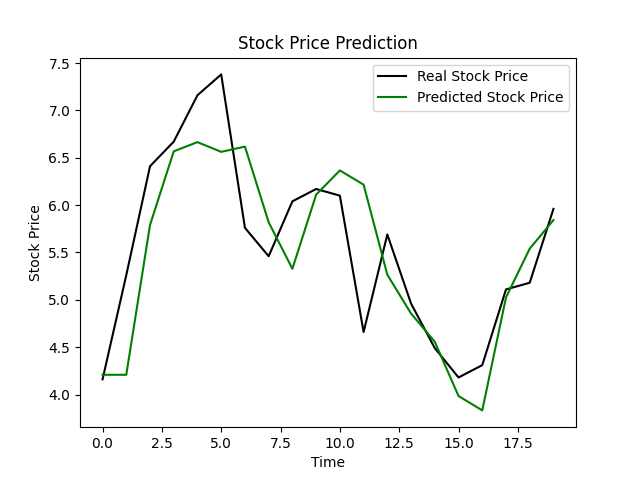 Stock Price Prediction
Real Stock Price
Predicted Stock Price
7.5
7.0
6.5
6.0
5.5
5.0
4.5
4.0
Stock Price
0.0 2.5 5.0 7.5 10.0 12.5 15.0 17.5
Time